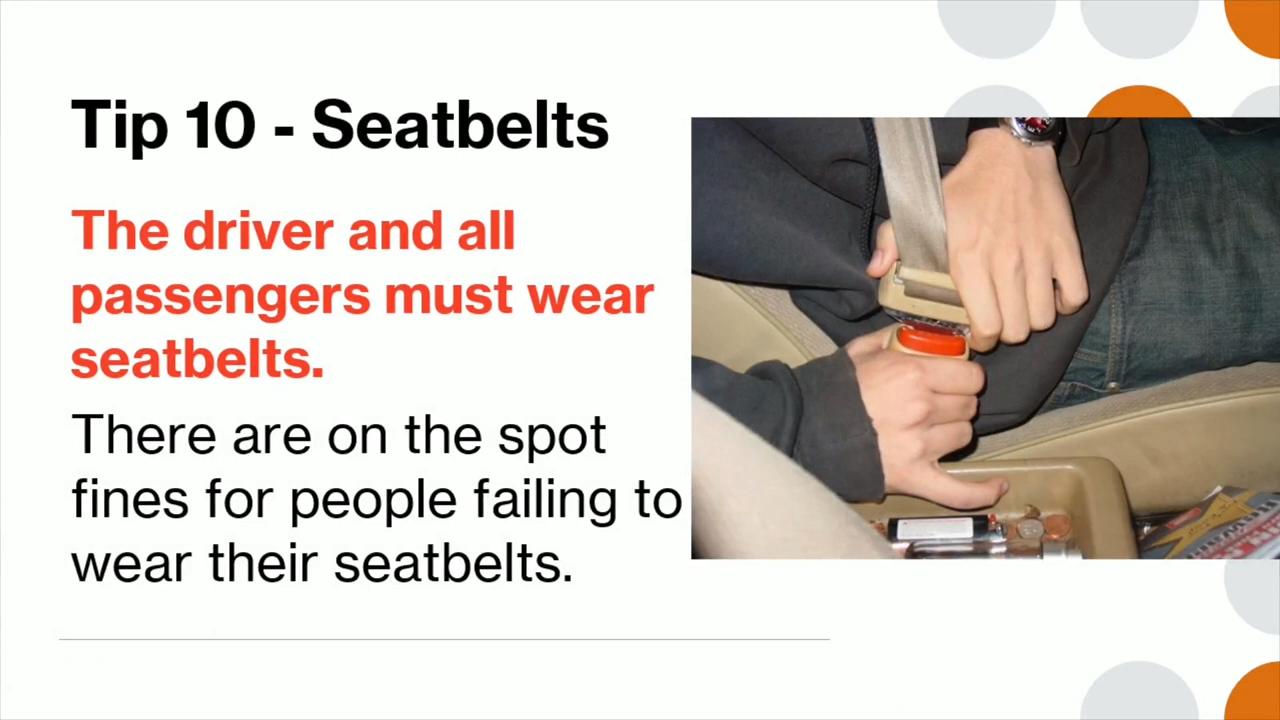 Tip 10 - Seatbelts
The driver and all
passengers must wear
seatbelts.
There are on the spot
fines for people failing to
wear their seatbelts.